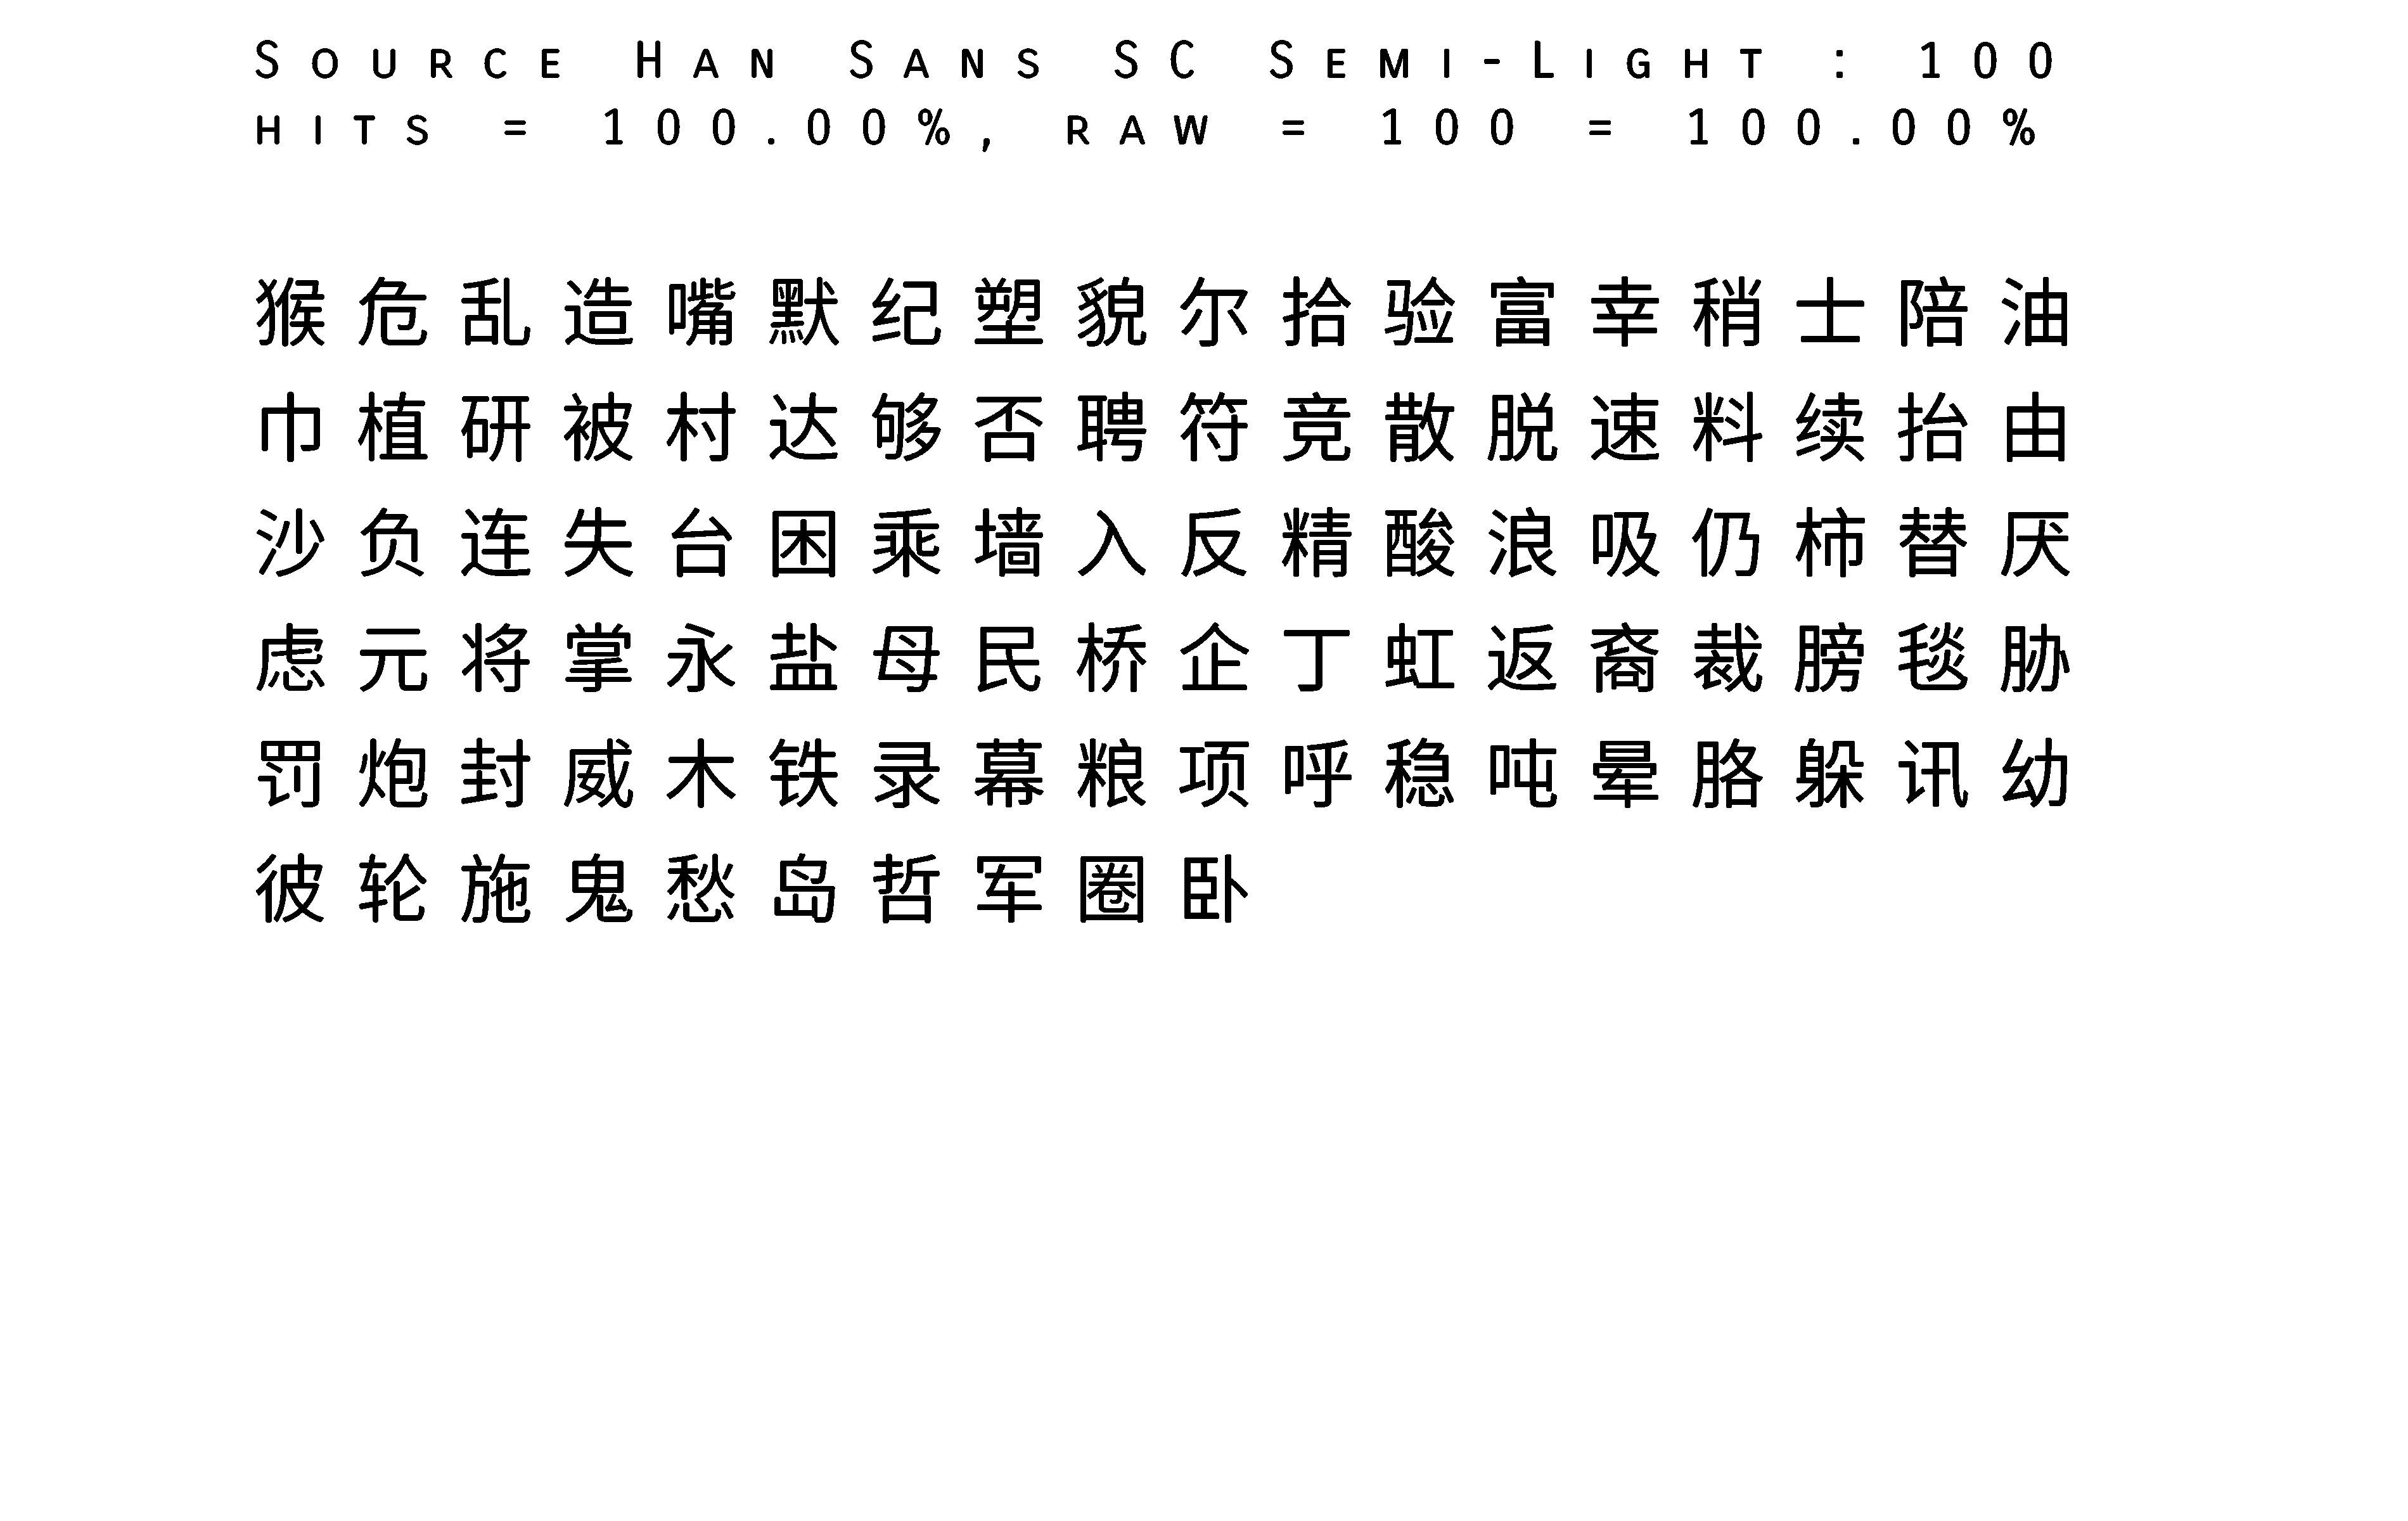 Source Han Sans SC Semi-Light : 100
hits = 100.00%, raw = 100 = 100.00%
猴危乱造嘴默纪塑貌尔拾验富幸稍士陪油
巾植研被村达够否聘符竞散脱速料续抬由
沙负连失台困乘墙入反精酸浪吸仍柿替厌
虑元将掌永盐母民桥企丁虹返裔裁膀毯胁
罚炮封威木铁录幕粮项呼稳吨晕胳躲讯幼
彼轮施鬼愁岛哲军圈卧